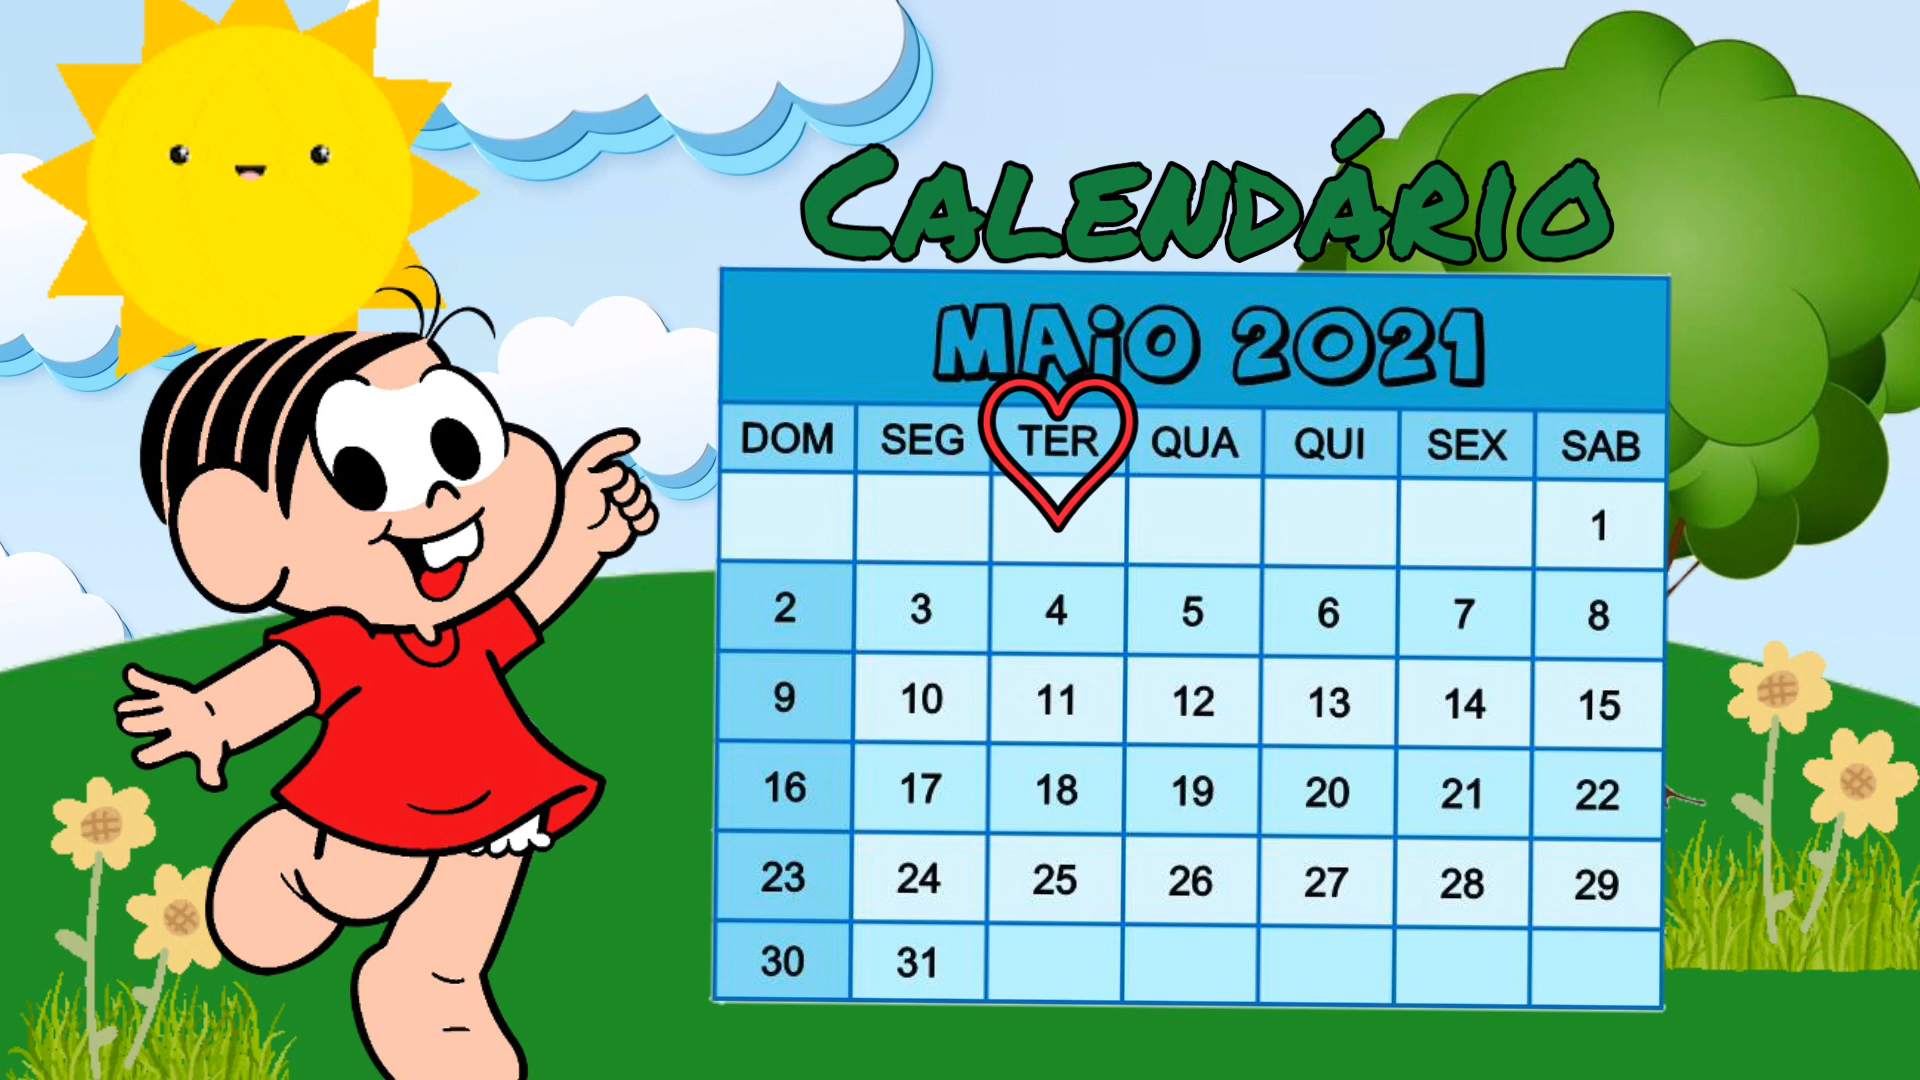 CALENDÁRIO
MAiO 2021
DOM SEG TER QUA QUI SEX SAB
1
2 3 4 5 6 7 8
9 10 11 12 13 14 15
16 17 18 19 20 21 22
23 24 25 26 27 28 29
30 31